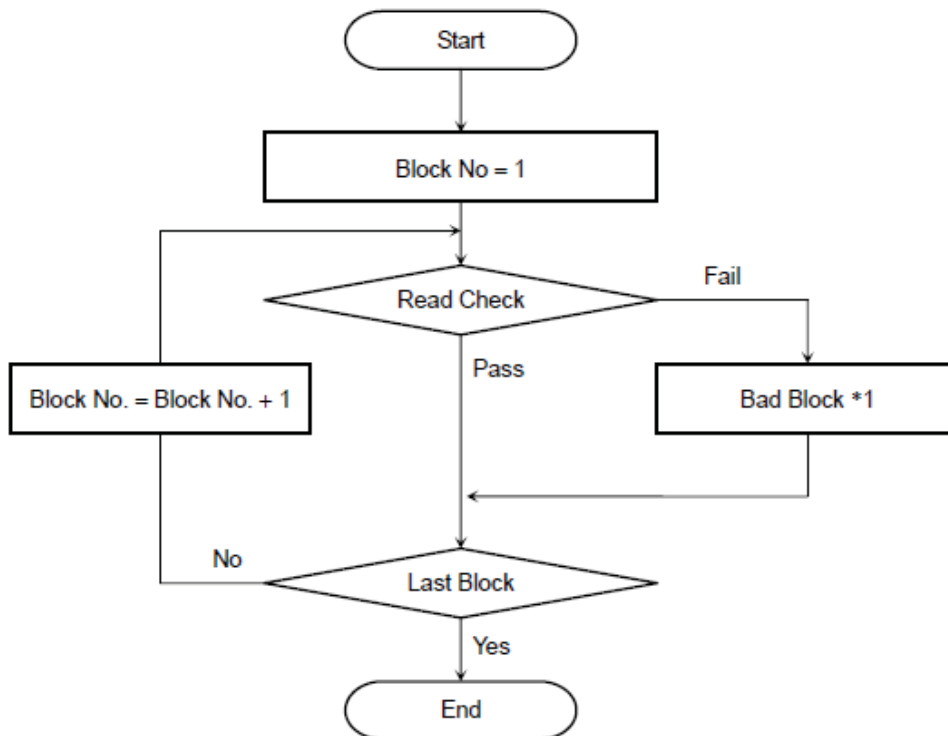 Start
Block No = 1
Fail
Read Check
Pass
Block No. = Block No. + 1
Bad Block *1
No
Last Block
Yes
End